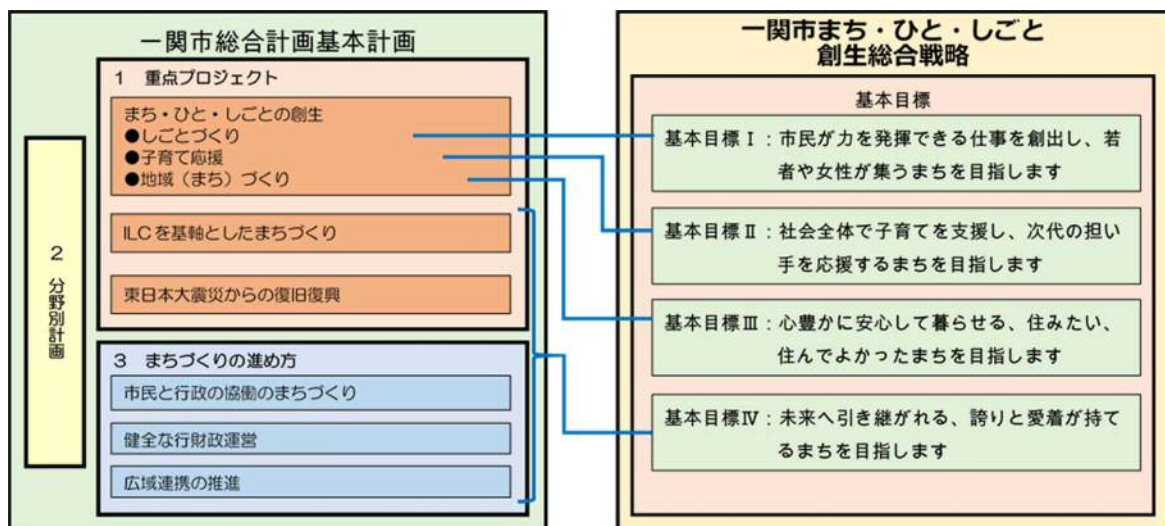 一関市総合計画基本計画
1 重点プロジェクト
まち・ひと・しごとの創生
●しごとづくり
●子育て応援
●地域（まち）づくり
ILCを基軸としたまちづくり
東日本大震災からの復旧復興
2 分野別計画
3 まちづくりの進め方
市民と行政の協働のまちづくり
健全な行財政運営
広域連携の推進
一関市まち・ひと・しごと
創生総合戦略
基本目標
基本目標Ⅰ：市民が力を発揮できる仕事を創出し、若
者や女性が集うまちを目指します
基本目標Ⅱ：社会全体で子育てを支援し、次代の担い
手を応援するまちを目指します
基本目標Ⅲ：心豊かに安心して暮らせる、住みたい、
住んでよかったまちを目指します
基本目標Ⅳ：未来へ引き継がれる、誇りと愛着が持て
るまちを目指します